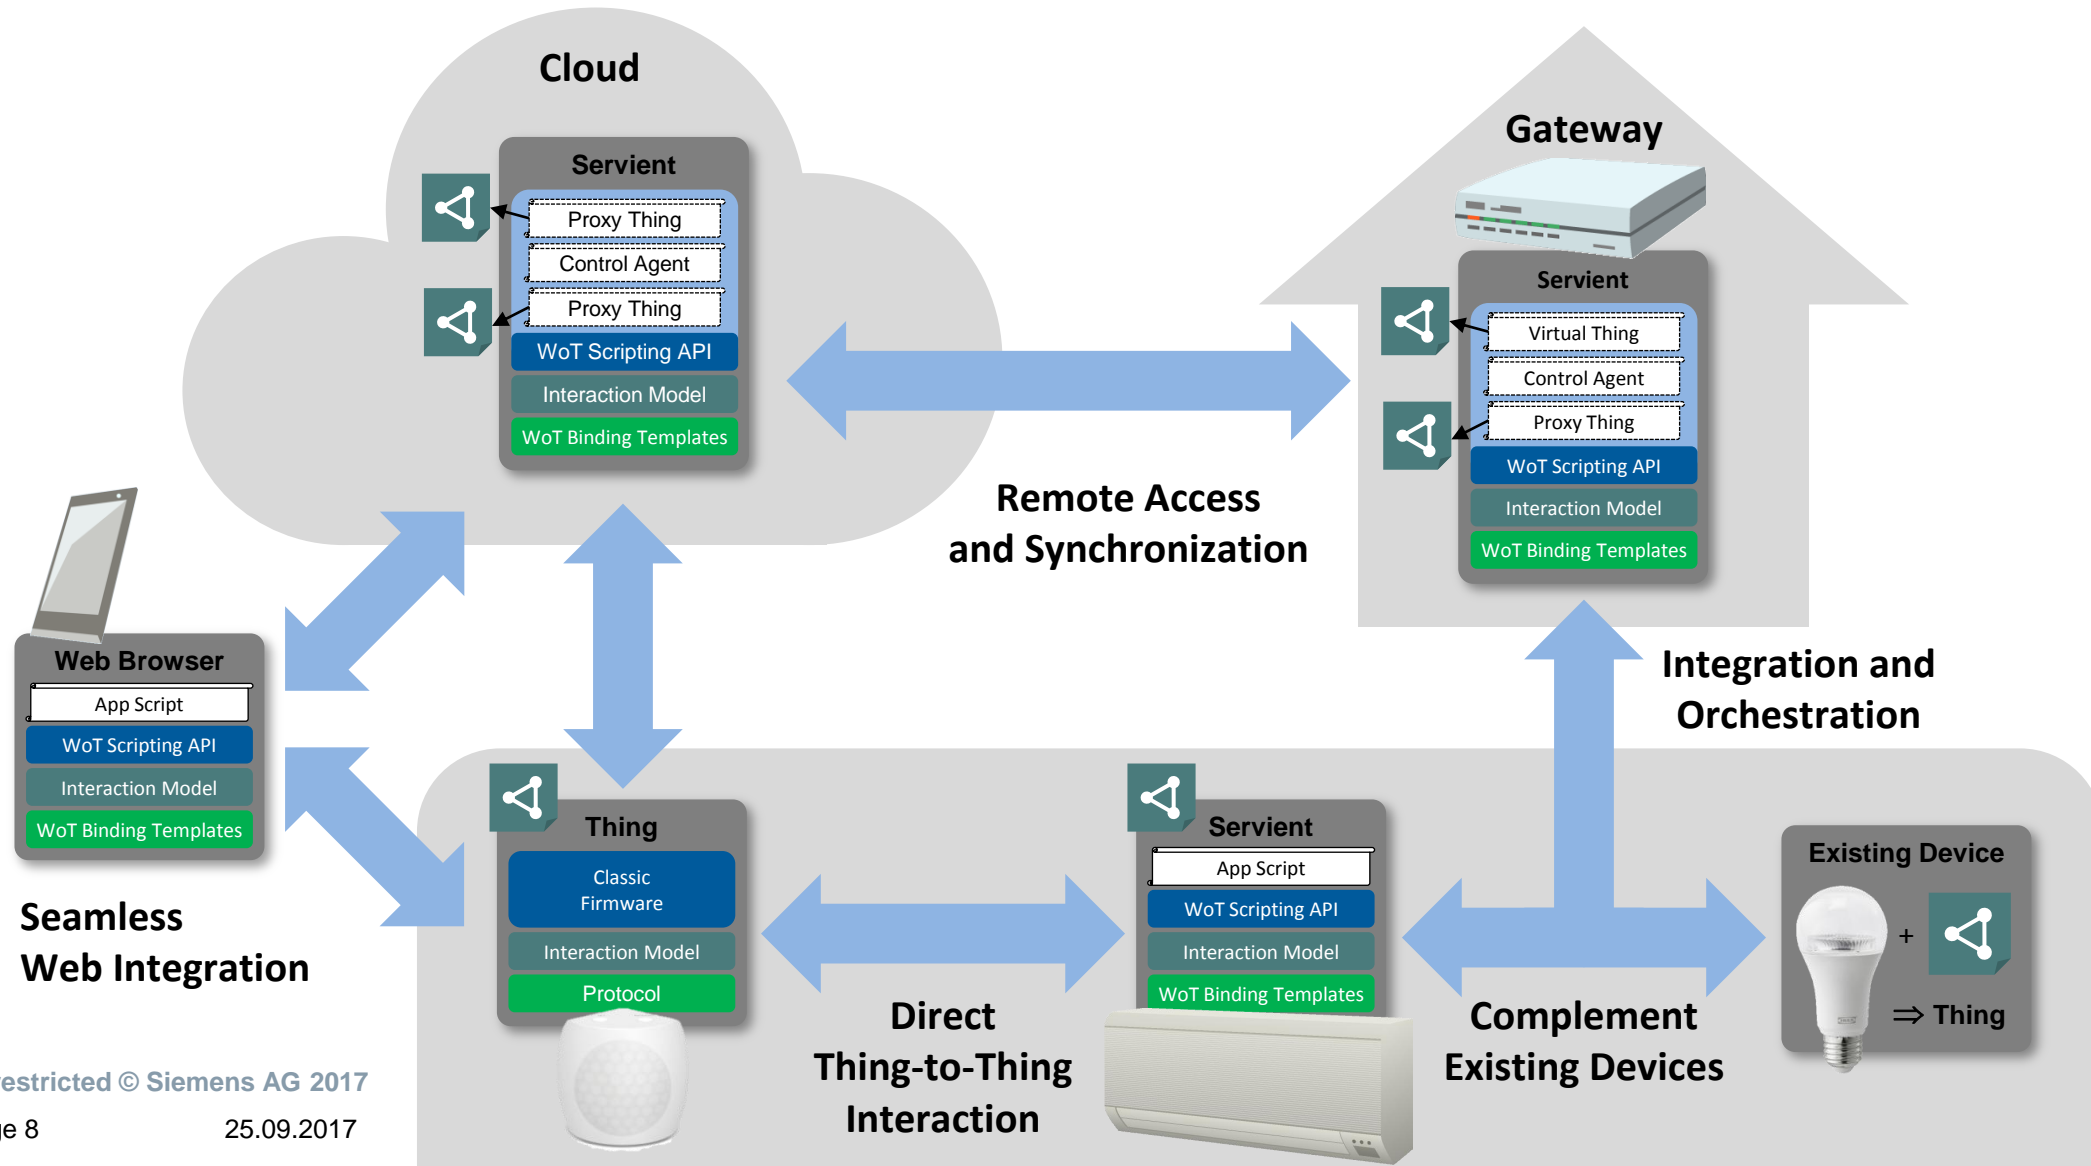 Cloud
Servient
Proxy Thing
Control Agent
Proxy Thing
WoT Scripting API
Interaction Model
WoT Binding Templates
Gateway
Servient
Virtual Thing
Control Agent
Proxy Thing
WoT Scripting API
Interaction Model
WoT Binding Templates
Remote Access
and Synchronization
Web Browser
App Script
WoT Scripting API
Interaction Model
WoT Binding Templates
Seamless
Web Integration
Integration and
Orchestration
Thing
Classic
Firmware
Interaction Model
Protocol
Direct
Thing-to-Thing
Interaction
Servient
App Script
WoT Scripting API
Interaction Model
WoT Binding Templates
Complement
Existing Devices
Existing Device
+
⇒ Thing
estricted © Siemens AG 2017
ge 8 25.09.2017